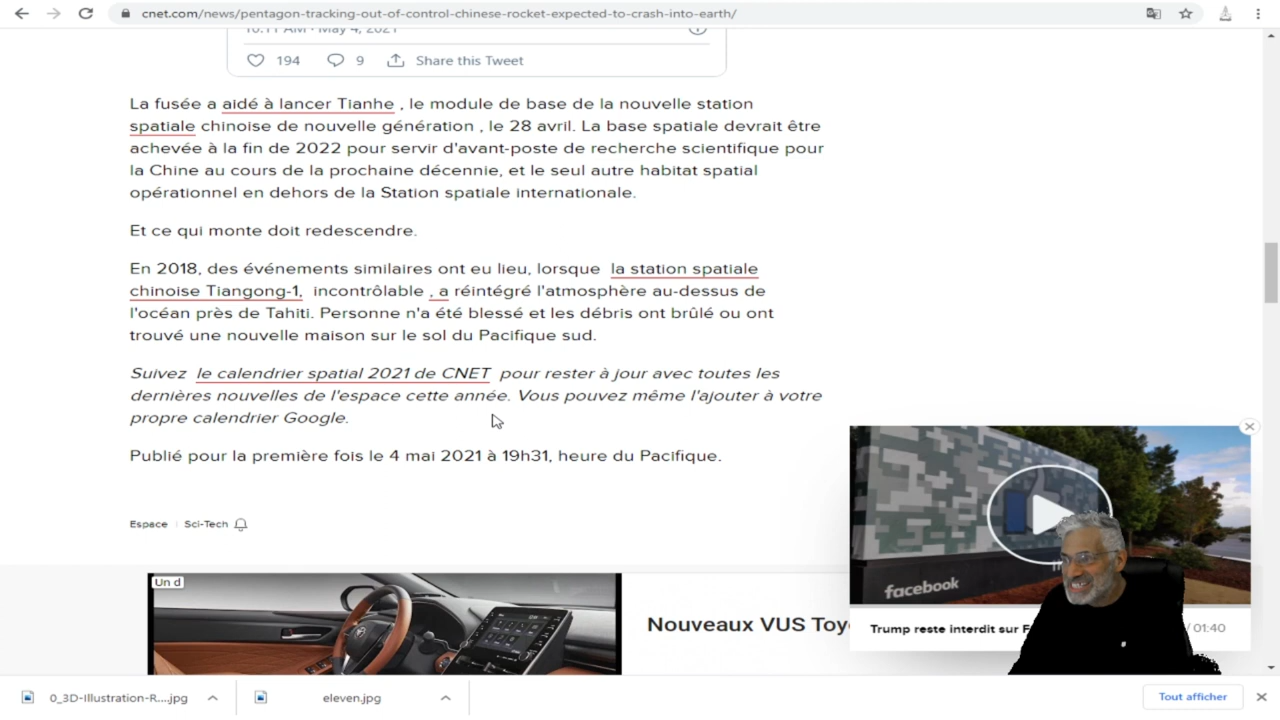 cnet.com/news/pentagon-tracking-out-of-control-chinese-rocket-expected-to-crash-into-earth/
10:11 AM · May 4, 2021
194 9 Share this Tweet
La fusée a aidé à lancer Tianhe , le module de base de la nouvelle station
spatiale chinoise de nouvelle génération , le 28 avril. La base spatiale devrait être
achevée à la fin de 2022 pour servir d'avant-poste de recherche scientifique pour
la Chine au cours de la prochaine décennie, et le seul autre habitat spatial
opérationnel en dehors de la Station spatiale internationale.
Et ce qui monte doit redescendre.
En 2018, des événements similaires ont eu lieu, lorsque la station spatiale
chinoise Tiangong-1, incontrôlable , a réintégré l'atmosphère au-dessus de
l'océan près de Tahiti. Personne n'a été blessé et les débris ont brûlé ou ont
trouvé une nouvelle maison sur le sol du Pacifique sud.
Suivez le calendrier spatial 2021 de CNET pour rester à jour avec toutes les
dernières nouvelles de l'espace cette année. Vous pouvez même l'ajouter à votre
propre calendrier Google.
Publié pour la première fois le 4 mai 2021 à 19h31, heure du Pacifique.
Espace Sci-Tech
facebook
Un d
Nouveaux VUS
Trump reste interdit sur
/ 01:40
0_3D-Illustration-R....jpg
eleven.jpg
Tout afficher